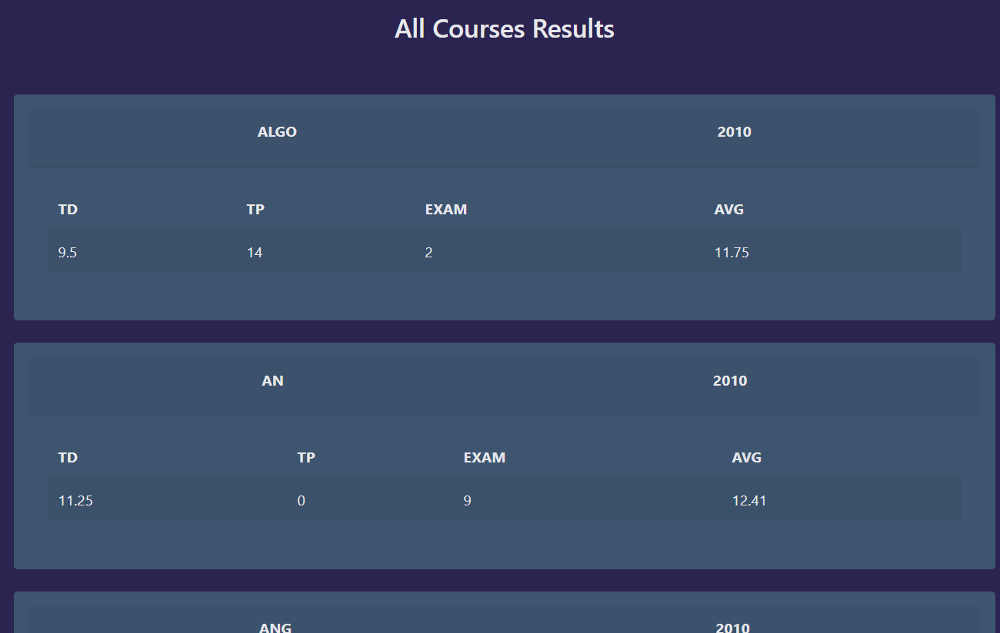 All Courses Results
ALGO 2010
TD TP EXAM AVG
9.5 14 2 11.75
AN 2010
TD TP EXAM AVG
11.25 0 9 12.41
ANG 2010